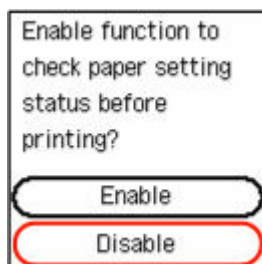 Enable function to
check paper setting
status before
printing?
Enable
Disable